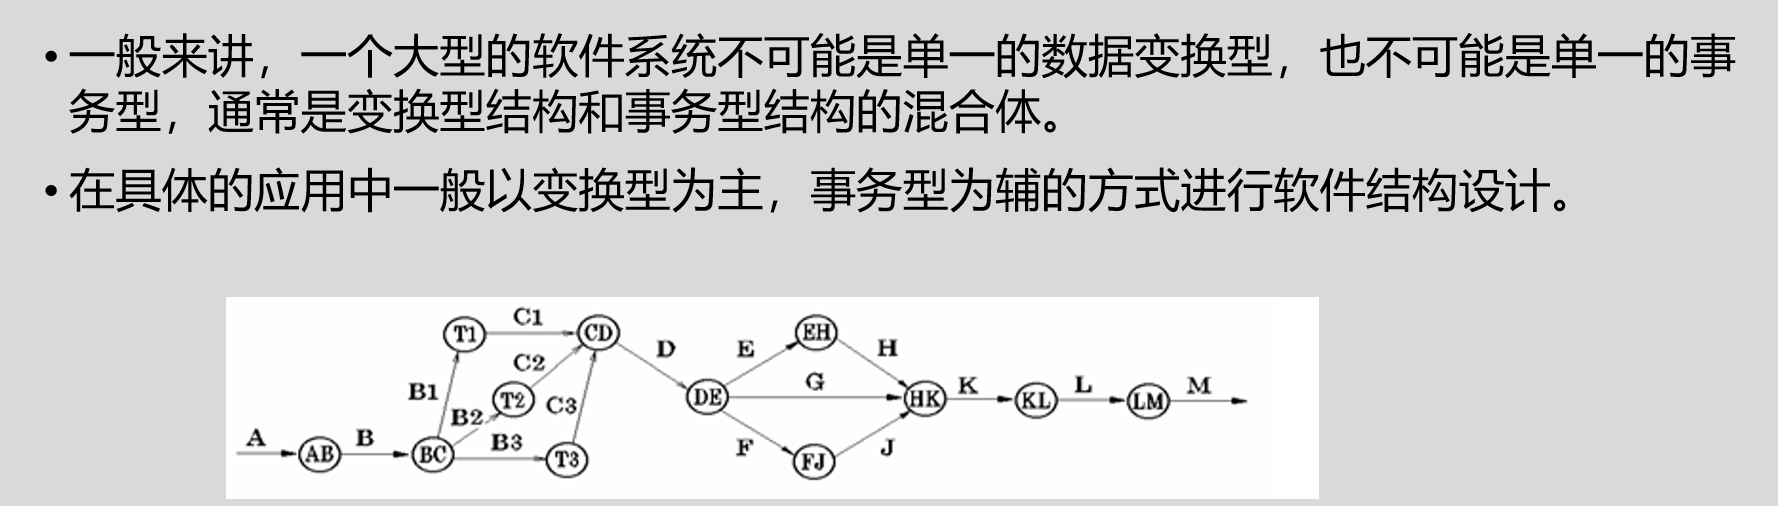 • 一般来讲，一个大型的软件系统不可能是单一的数据变换型，也不可能是单一的事
务型，通常是变换型结构和事务型结构的混合体。
• 在具体的应用中一般以变换型为主，事务型为辅的方式进行软件结构设计。
C1
T1
CD
D
E
EH
H
C2
B1
T2
C3
B2
DE
G
HK
K
KL
L
LM
M
A
AB
B
BC
B3
T3
F
FJ
J